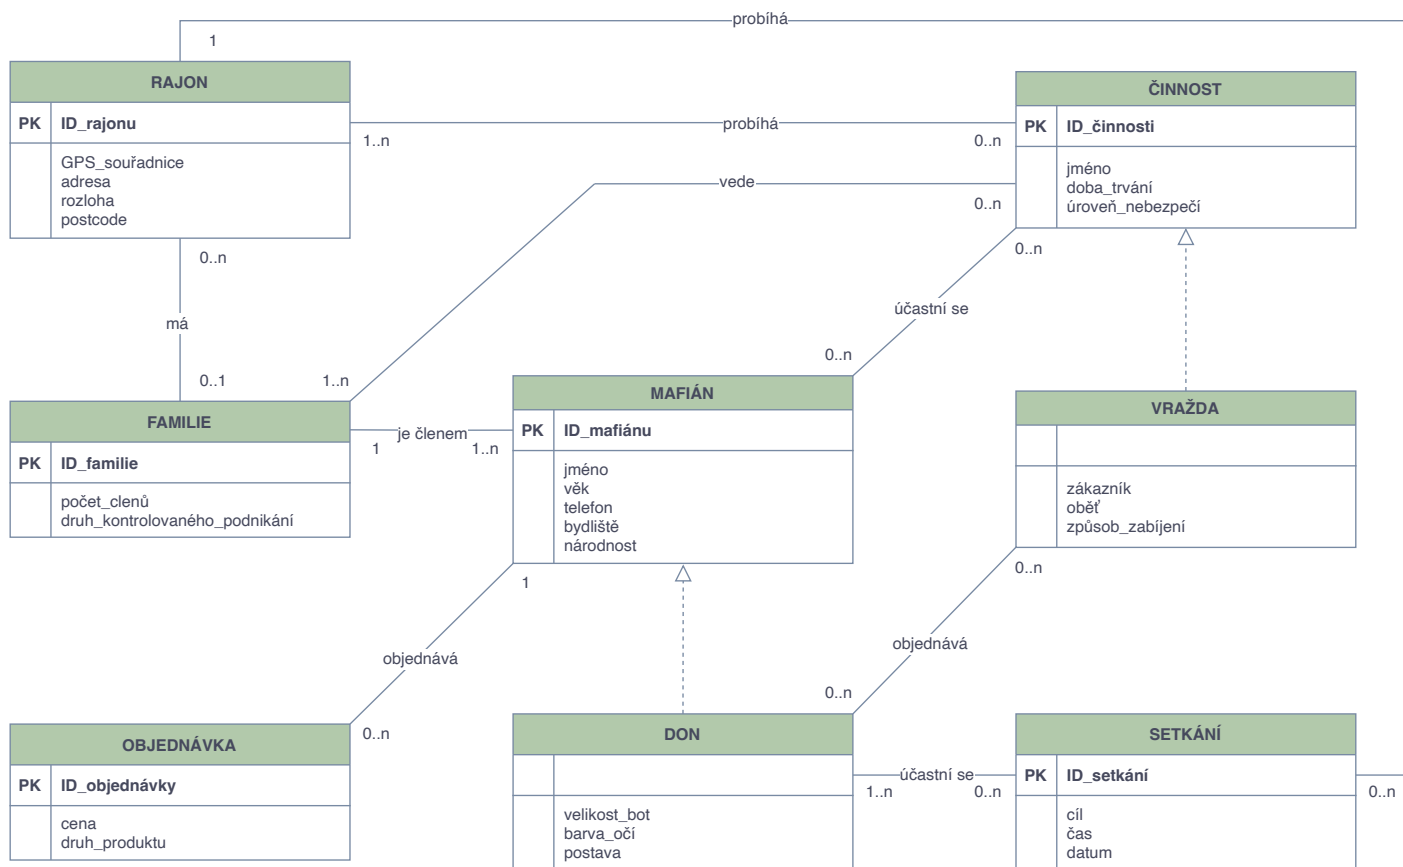 probíhá
1
RAJON
PK ID_rajonu
GPS_souřadnice
adresa
rozloha
postcode
1..n
probíhá
0..n
ČINNOST
PK ID_činnosti
jméno
doba_trvání
úroveň_nebezpečí
vede
0..n
0..n
0..n
má
0..1
1..n
účastní se
0..n
FAMILIE
PK ID_familie
počet_clenů
druh_kontrolovaného_podnikání
je členem
1
1..n
MAFIÁN
PK ID_mafiánu
jméno
věk
telefon
bydliště
národnost
VRAŽDA
zákazník
oběť
způsob_zabíjení
1
objednává
0..n
0..n
objednává
0..n
OBJEDNÁVKA
PK ID_objednávky
cena
druh_produktu
DON
velikost_bot
barva_očí
postava
účastní se
1..n
0..n
SETKÁNÍ
PK ID_setkání
cíl
čas
datum
0..n